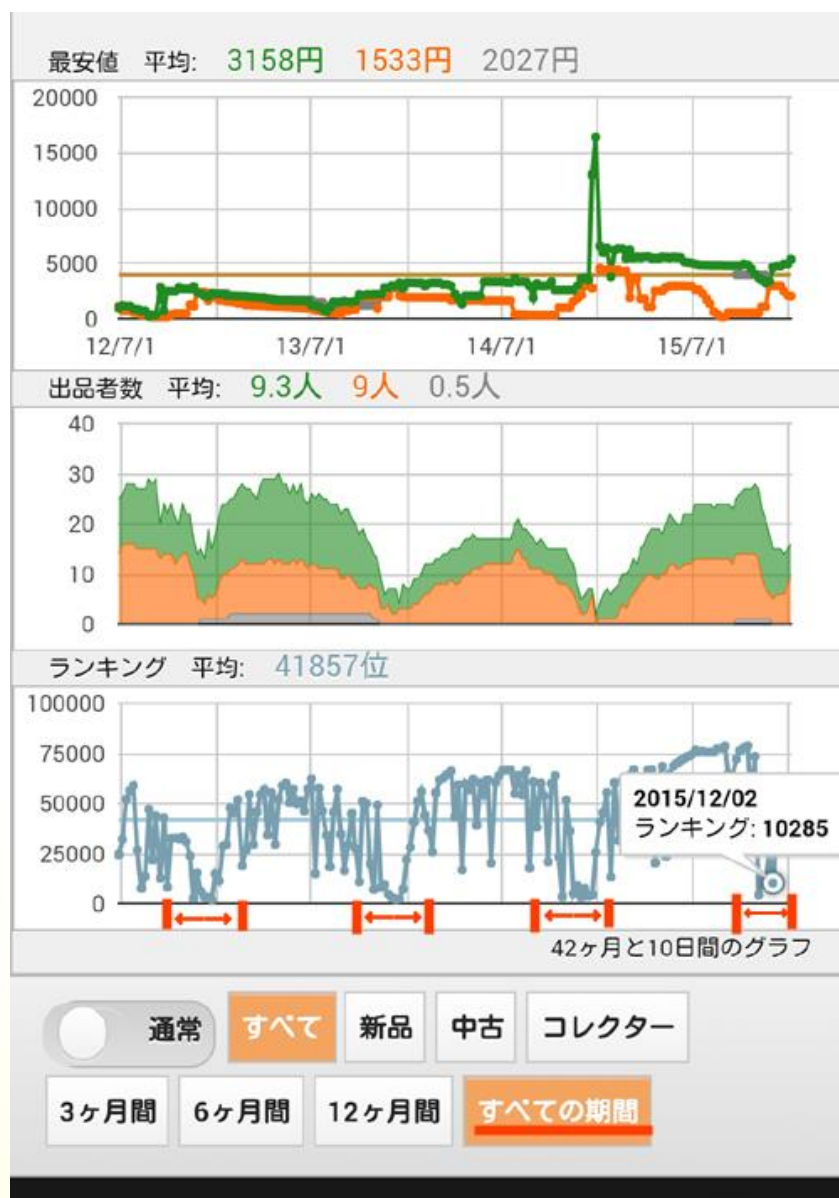 最安値 平均: 3158円 1533円 2027円
20000
15000
10000
5000
0
12/7/1 13/7/1 14/7/1 15/7/1
出品者数 平均: 9.3人 9人 0.5人
40
30
20
10
0
ランキング 平均: 41857位
100000
75000
50000
25000
0
2015/12/02
ランキング: 10285
42ヶ月と10日間のグラフ
通常 すべて 新品 中古 コレクター
3ヶ月間 6ヶ月間 12ヶ月間 すべての期間